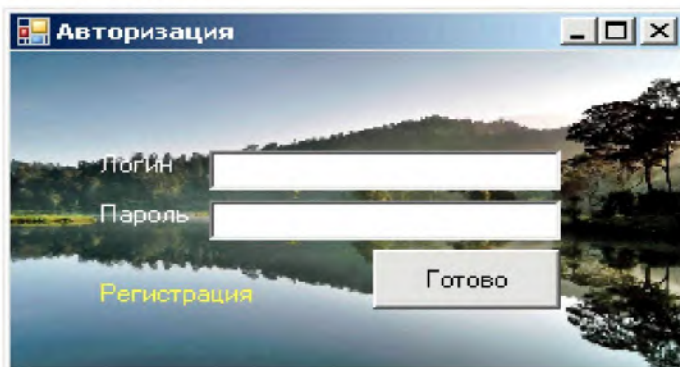 Авторизация
Логин
Пароль
Регистрация
Готово